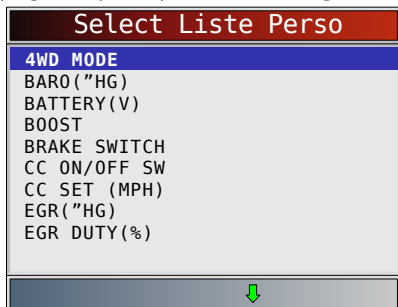 Select Liste Perso
4WD MODE
BARO(”HG)
BATTERY(V)
BOOST
BRAKE SWITCH
CC ON/OFF SW
CC SET (MPH)
EGR(”HG)
EGR DUTY(%)